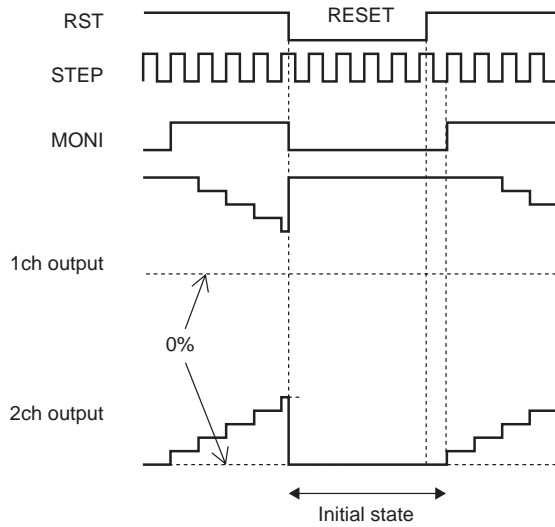 RST
RESET
STEP
MONI
1ch output
0%
2ch output
Initial state